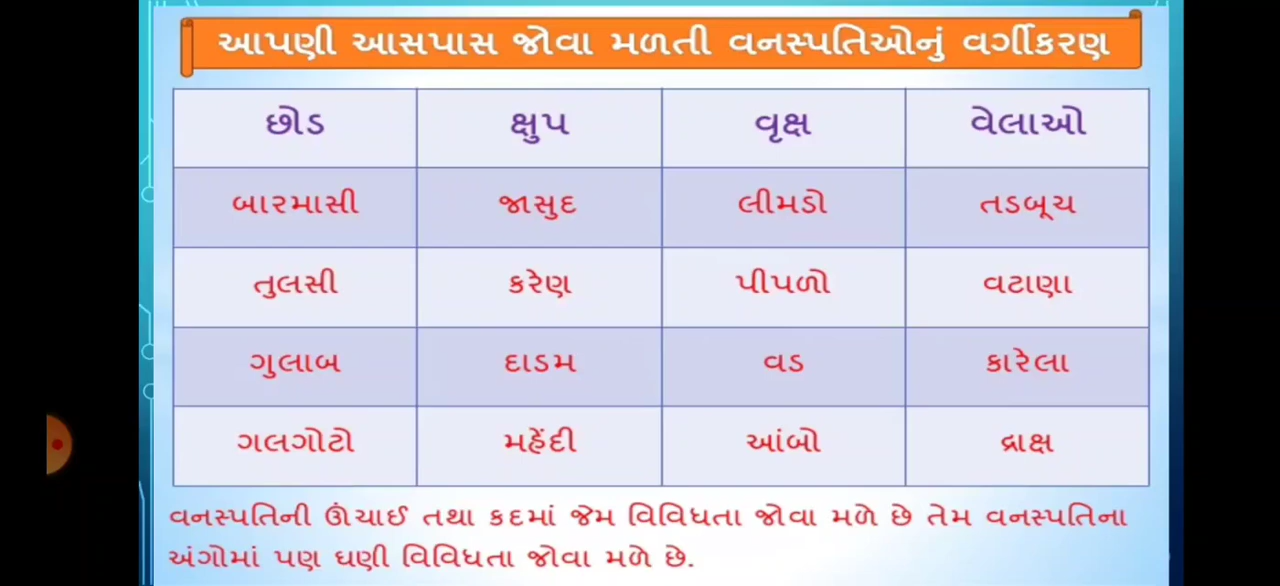 આપણી આસપાસ જોવા મળતી વનસ્પતિઓનું વર્ગીકરણ
છોડ ક્ષુપ વૃક્ષ વેલાઓ
બારમાસી જાસુદ લીમડો તડબૂચ
તુલસી કરેણ પીપળો વટાણા
ગુલાબ દાડમ વડ કારેલા
ગલગોટો મહેંદી આંબો દ્રાક્ષ
વનસ્પતિની ઊંચાઈ તથા કદમાં જેમ વિવિધતા જોવા મળે છે તેમ વનસ્પતિના
અંગોમાં પણ ઘણી વિવિધતા જોવા મળે છે.